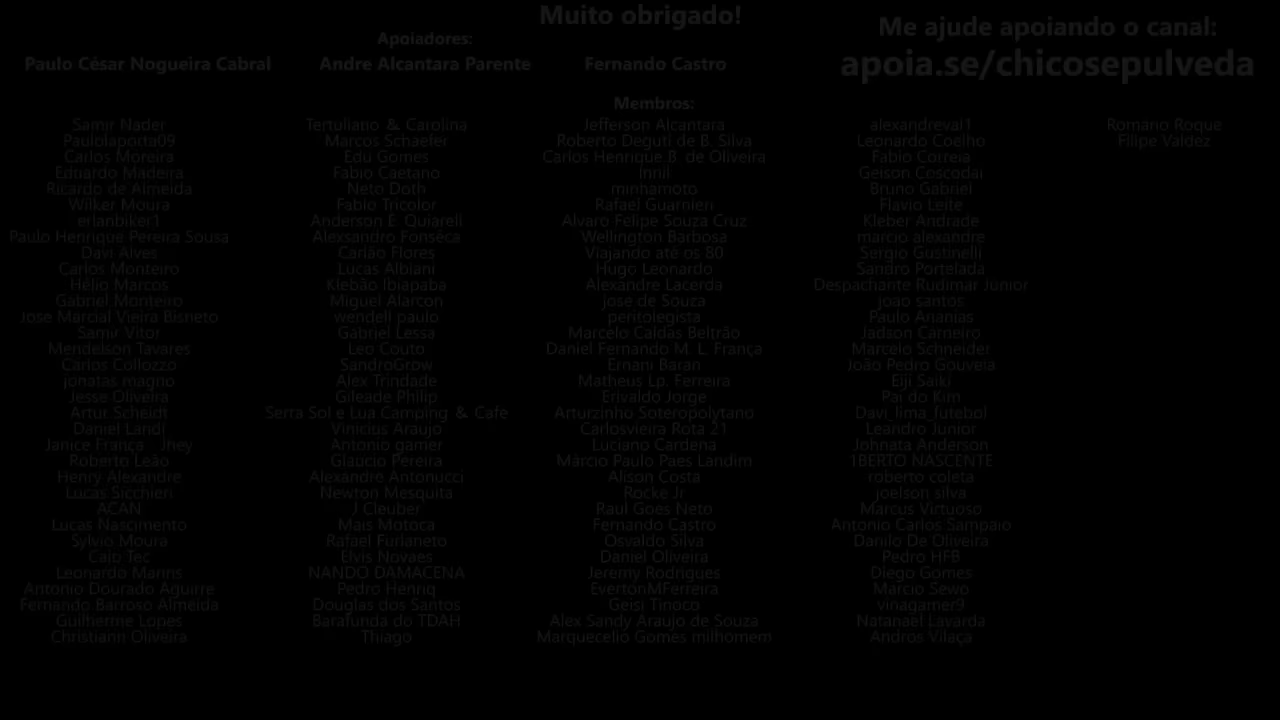 Muito obrigado!
Me ajude apoiando o canal:
apoia.se/chicosepulveda
Apoiadores:
Paulo César Nogueira Cabral
Andre Alcantara Parente
Fernando Castro
Membros:
Samir Nader
Paulolaporta09
Carlos Moreira
Eduardo Madeira
Ricardo de Almeida
Wilker Moura
erlanbiker1
Paulo Henrique Pereira Sousa
Davi Alves
Carlos Monteiro
Hélio Marcos
Gabriel Monteiro
Jose Marcial Vieira Bisneto
Samir Vitor
Mendelson Tavares
Carlos Collozzo
jonatas magno
Jesse Oliveira
Artur Scheidt
Daniel Landi
Janice França _ Jhey
Roberto Leão
Henry Alexandre
Lucas Sicchieri
ACAN
Lucas Nascimento
Sylvio Moura
Caio Tec
Leonardo Marins
Antonio Dourado Aguirre
Fernando Barroso Almeida
Guilherme Lopes
Christiann Oliveira
Tertuliano & Carolina
Marcos Schaefer
Edu Gomes
Fabio Caetano
Neto Doth
Fabio Tricolor
Anderson E. Quiareli
Alexsandro Fonsêca
Carlão Flores
Lucas Albiani
Klebão Ibiapaba
Miguel Alarcon
wendell paulo
Gabriel Lessa
Leo Couto
SandroGrow
Alex Trindade
Gileade Philip
Serra Sol e Lua Camping & Cafe
Vinicius Araujo
Antonio gamer
Glaucio Pereira
Alexandre Antonucci
Newton Mesquita
J Cleuber
Mais Motoca
Rafael Furlaneto
Elvis Novaes
NANDO DAMACENA
Pedro Henriq
Douglas dos Santos
Barafunda do TDAH
Thiago
Jefferson Alcantara
Roberto Deguti de B. Silva
Carlos Henrique B. de Oliveira
Innil
minhamoto
Rafael Guarnieri
Alvaro Felipe Souza Cruz
Wellington Barbosa
Viajando até os 80
Hugo Leonardo
Alexandre Lacerda
jose de Souza
peritolegista
Marcelo Caldas Beltrão
Daniel Fernando M. L. França
Ernani Baran
Matheus Lp. Ferreira
Erivaldo Jorge
Arturzinho Soteropolytano
Carlosvieira Rota 21
Luciano Cardena
Márcio Paulo Paes Landim
Alison Costa
Rocke Jr
Raul Goes Neto
Fernando Castro
Osvaldo Silva
Daniel Oliveira
Jeremy Rodrigues
EvertonMFerreira
Geisi Tinoco
Alex Sandy Araujo de Souza
Marquecelio Gomes milhomem
alexandreval1
Leonardo Coelho
Fabio Correia
Geison Coscodai
Bruno Gabriel
Flavio Leite
Kleber Andrade
marcio alexandre
Sergio Gustinelli
Sandro Portelada
Despachante Rudimar Junior
joao santos
Paulo Ananias
Jadson Carneiro
Marcelo Schneider
João Pedro Gouveia
Eiji Saiki
Pai do Kim
Davi_lima_futebol
Leandro Junior
Johnata Anderson
1BERTO NASCENTE
roberto coleta
joelson silva
Marcus Virtuoso
Antonio Carlos Sampaio
Danilo De Oliveira
Pedro HFB
Diego Gomes
Marcio Sewo
vinagamer9
Natanael Lavarda
Andros Vilaça
Romario Roque
Filipe Valdez